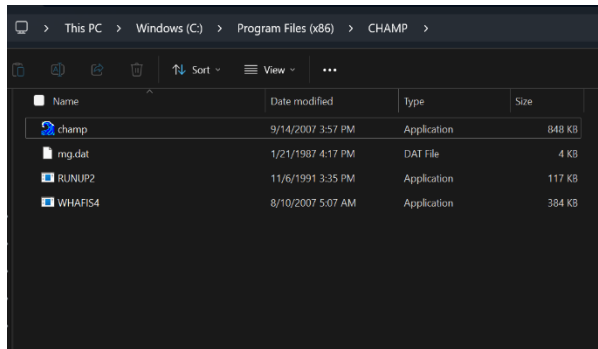 This PC > Windows (C:) > Program Files (x86) > CHAMP >
Sort View ...
Name Date modified Type Size
champ 9/14/2007 3:57 PM Application 848 KB
mg.dat 1/21/1987 4:17 PM DAT File 4 KB
RUNUP2 11/6/1991 3:35 PM Application 117 KB
WHAFIS4 8/10/2007 5:07 AM Application 384 KB